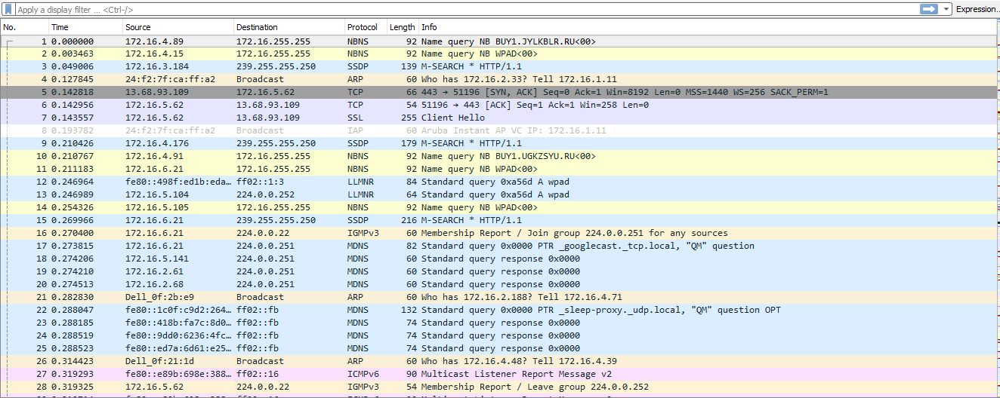 Apply a display filter ... <Ctrl-/> Expression...
No. Time Source Destination Protocol Length Info
1 0.000000 172.16.4.89 172.16.255.255 NBNS 92 Name query NB BUY1.JYLKBLR.RU<00>
2 0.003463 172.16.4.15 172.16.255.255 NBNS 92 Name query NB WPAD<00>
3 0.049006 172.16.3.184 239.255.255.250 SSDP 139 M-SEARCH * HTTP/1.1
4 0.127845 24:f2:7f:ca:ff:a2 Broadcast ARP 60 Who has 172.16.2.33? Tell 172.16.1.11
5 0.142818 13.68.93.109 172.16.5.62 TCP 66 443 → 51196 [SYN, ACK] Seq=0 Ack=1 Win=8192 Len=0 MSS=1440 WS=256 SACK_PERM=1
6 0.142956 172.16.5.62 13.68.93.109 TCP 54 51196 → 443 [ACK] Seq=1 Ack=1 Win=258 Len=0
7 0.143557 172.16.5.62 13.68.93.109 SSL 255 Client Hello
8 0.193782 24:f2:7f:ca:ff:a2 Broadcast IAP 60 Aruba Instant AP VC IP: 172.16.1.11
9 0.210426 172.16.4.176 239.255.255.250 SSDP 179 M-SEARCH * HTTP/1.1
10 0.210767 172.16.4.91 172.16.255.255 NBNS 92 Name query NB BUY1.UGKZSYU.RU<00>
11 0.211183 172.16.6.21 172.16.255.255 NBNS 92 Name query NB WPAD<00>
12 0.246964 fe80::498f:ed1b:eda... ff02::1:3 LLMNR 84 Standard query 0xa56d A wpad
13 0.246989 172.16.5.104 224.0.0.252 LLMNR 64 Standard query 0xa56d A wpad
14 0.254326 172.16.5.105 172.16.255.255 NBNS 92 Name query NB WPAD<00>
15 0.269966 172.16.6.21 239.255.255.250 SSDP 216 M-SEARCH * HTTP/1.1
16 0.270400 172.16.6.21 224.0.0.22 IGMPv3 60 Membership Report / Join group 224.0.0.251 for any sources
17 0.273815 172.16.6.21 224.0.0.251 MDNS 82 Standard query 0x0000 PTR _googlecast._tcp.local, "QM" question
18 0.274206 172.16.5.141 224.0.0.251 MDNS 60 Standard query response 0x0000
19 0.274210 172.16.2.61 224.0.0.251 MDNS 60 Standard query response 0x0000
20 0.274513 172.16.2.68 224.0.0.251 MDNS 60 Standard query response 0x0000
21 0.282830 Dell_0f:2b:e9 Broadcast ARP 60 Who has 172.16.2.188? Tell 172.16.4.71
22 0.288047 fe80::1c0f:c9d2:264... ff02::fb MDNS 132 Standard query 0x0000 PTR _sleep-proxy._udp.local, "QM" question OPT
23 0.288185 fe80::418b:fa7c:8d0... ff02::fb MDNS 74 Standard query response 0x0000
24 0.288519 fe80::9dd0:6236:4fc... ff02::fb MDNS 74 Standard query response 0x0000
25 0.288523 fe80::ed7a:6d61:e25... ff02::fb MDNS 74 Standard query response 0x0000
26 0.314423 Dell_0f:21:1d Broadcast ARP 60 Who has 172.16.4.48? Tell 172.16.4.39
27 0.319293 fe80::e89b:698e:388... ff02::16 ICMPv6 90 Multicast Listener Report Message v2
28 0.319325 172.16.5.62 224.0.0.22 IGMPv3 54 Membership Report / Leave group 224.0.0.252